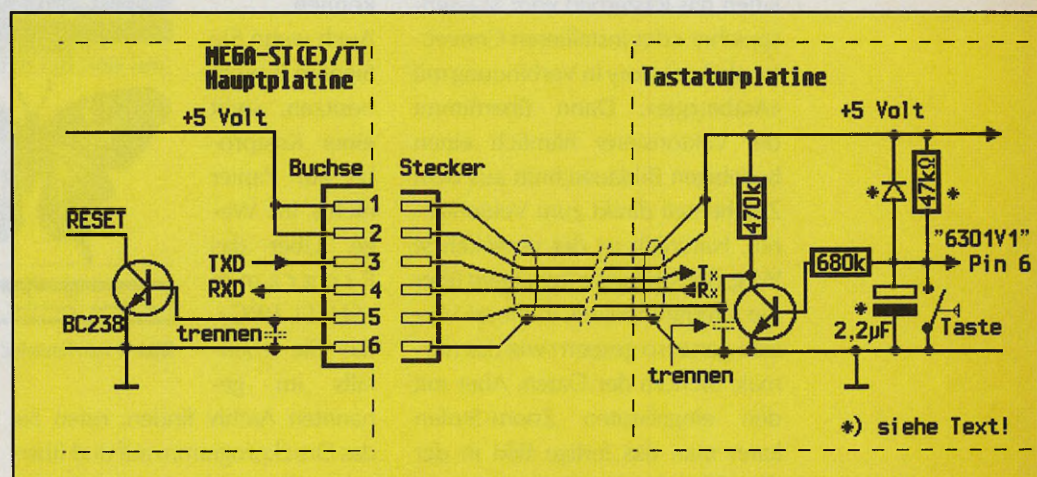 MEGA-ST(E)/TT
Hauptplatine
Tastaturplatine
+5 Volt
+5 Volt
Buchse
Stecker
1
2
3
4
5
6
RESET
TXD
RXD
BC238
trennen
470k
47kΩ
*
*
"6301V1"
Pin 6
680k
Tx
Rx
*
2,2µF
Taste
trennen
*) siehe Text!